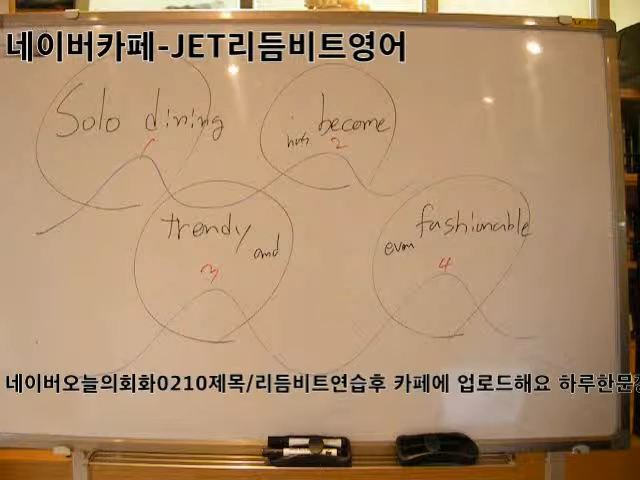 네이버카페-JET리듬비트영어
Solo dining
has become
1
2
trendy and
even fashionable
3
4
네이버오늘의회화0210제목/리듬비트연습후 카페에 업로드해요 하루한문장